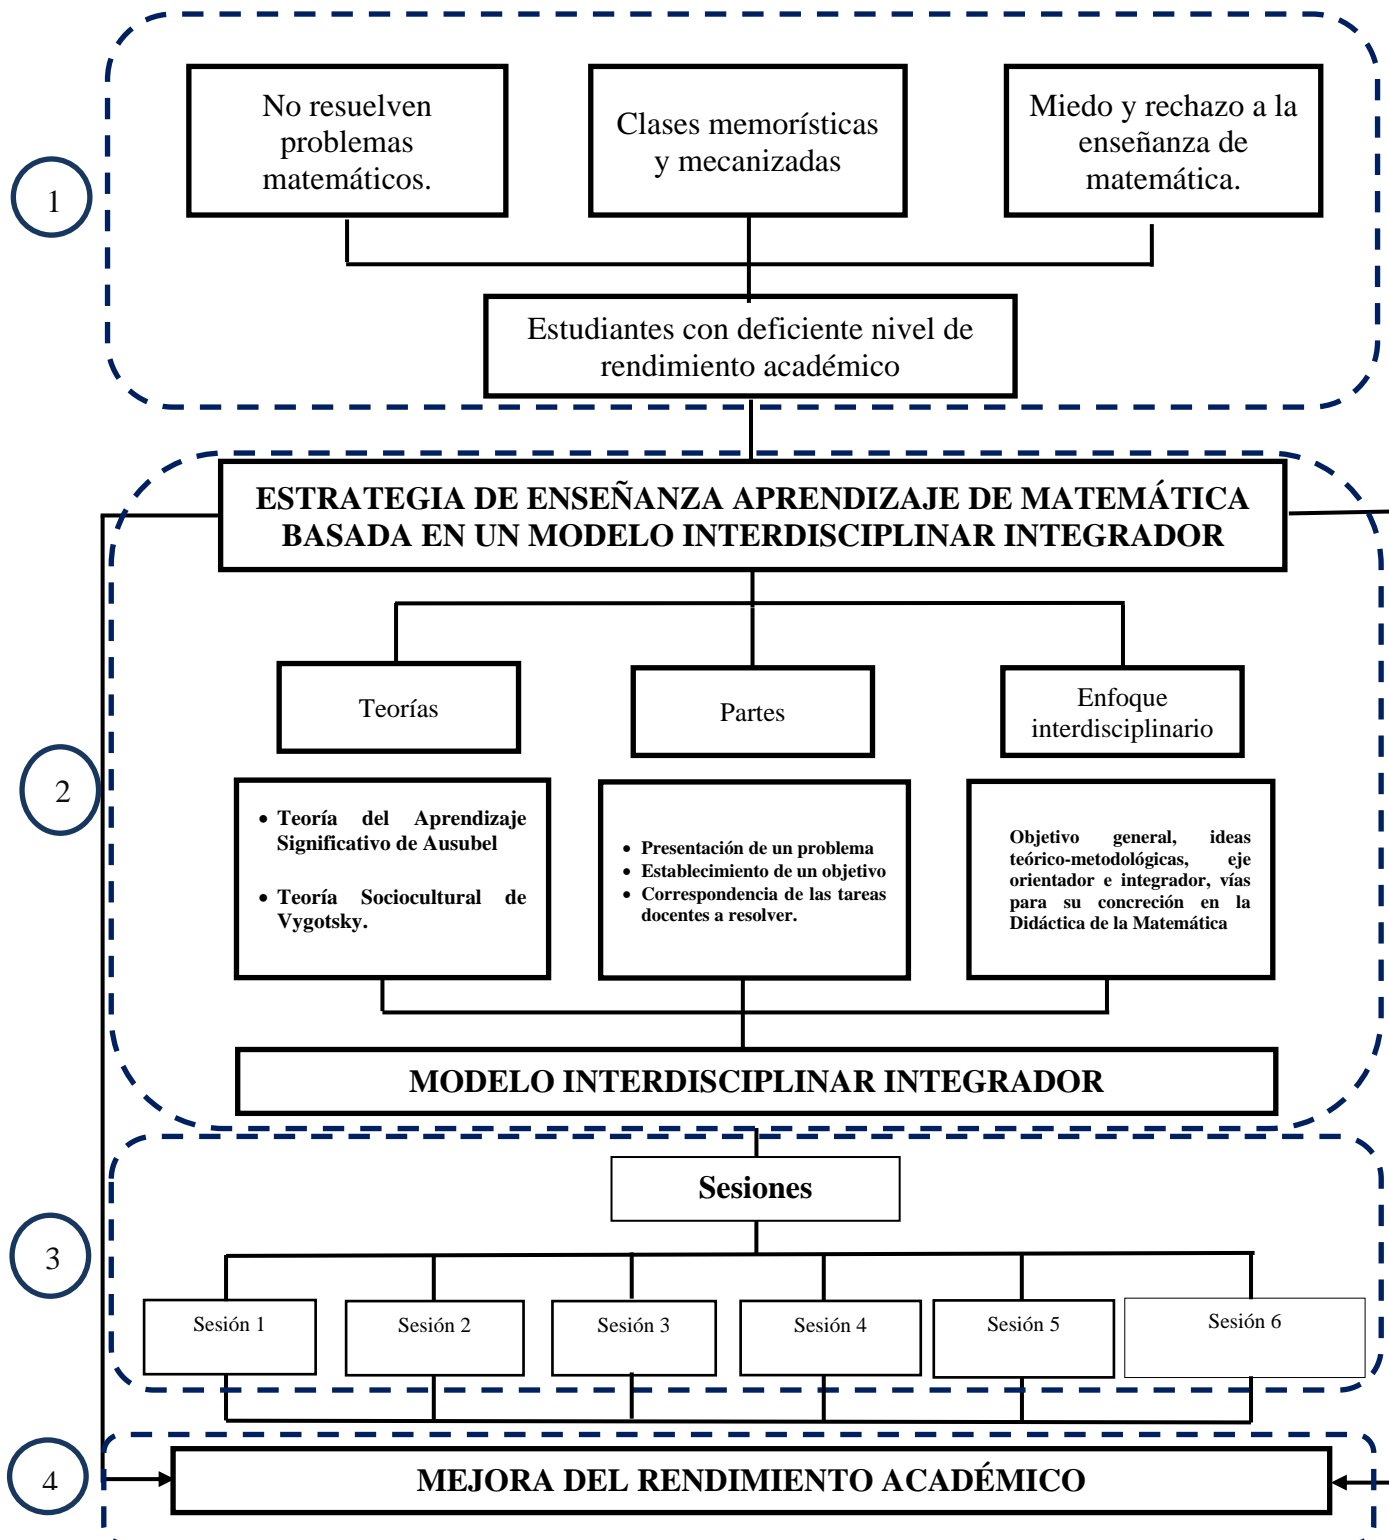 No resuelven
problemas
matemáticos.
Clases memorísticas
y mecanizadas
Miedo y rechazo a la
enseñanza de
matemática.
1
Estudiantes con deficiente nivel de
rendimiento académico
ESTRATEGIA DE ENSEÑANZA APRENDIZAJE DE MATEMÁTICA
BASADA EN UN MODELO INTERDISCIPLINAR INTEGRADOR
Teorías
Partes
Enfoque
interdisciplinario
2
• Teoría del Aprendizaje
Significativo de Ausubel
• Teoría Sociocultural de
Vygotsky.
• Presentación de un problema
• Establecimiento de un objetivo
• Correspondencia de las tareas
docentes a resolver.
Objetivo general, ideas
teórico-metodológicas, eje
orientador e integrador, vías
para su concreción en la
Didáctica de la Matemática
MODELO INTERDISCIPLINAR INTEGRADOR
Sesiones
3
Sesión 1
Sesión 2
Sesión 3
Sesión 4
Sesión 5
Sesión 6
4
MEJORA DEL RENDIMIENTO ACADÉMICO